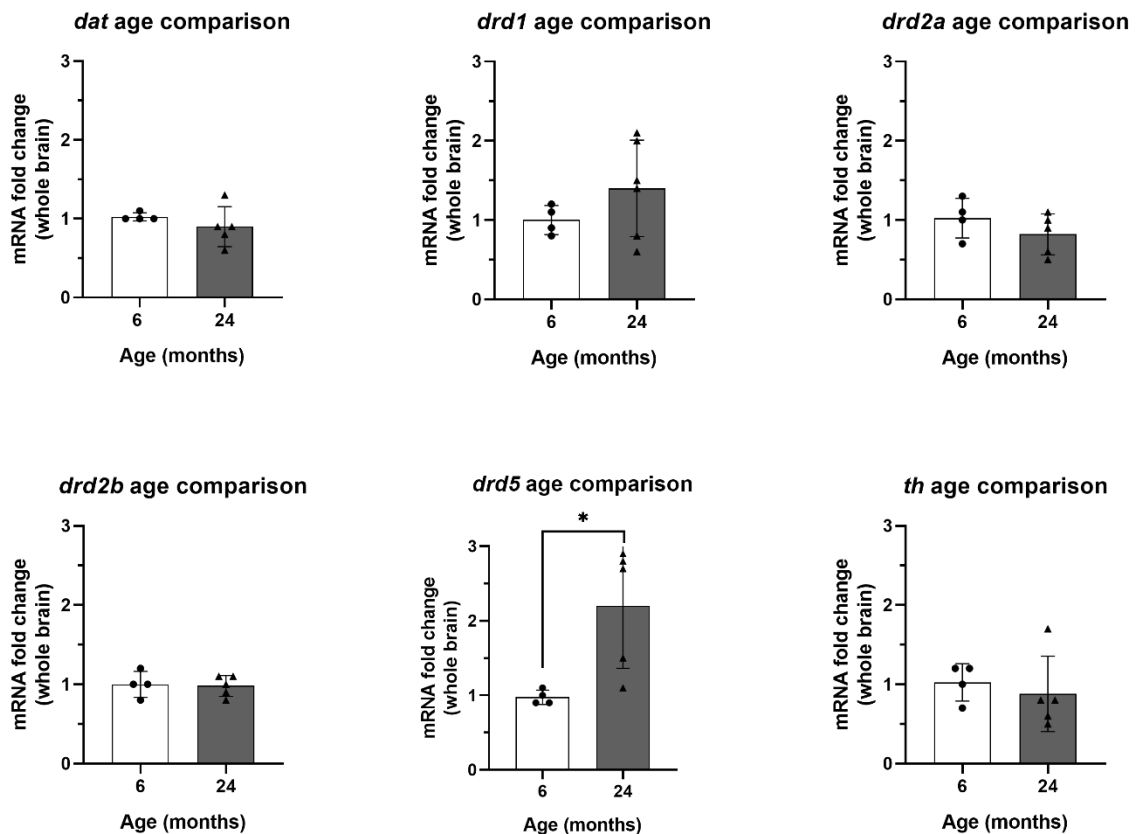 dat age comparison
mRNA fold change
(whole brain)
3
2
1
0
6
24
Age (months)
drd1 age comparison
mRNA fold change
(whole brain)
3
2
1
0
6
24
Age (months)
drd2a age comparison
mRNA fold change
(whole brain)
3
2
1
0
6
24
Age (months)
drd2b age comparison
mRNA fold change
(whole brain)
3
2
1
0
6
24
Age (months)
drd5 age comparison
*
mRNA fold change
(whole brain)
3
2
1
0
6
24
Age (months)
th age comparison
mRNA fold change
(whole brain)
3
2
1
0
6
24
Age (months)